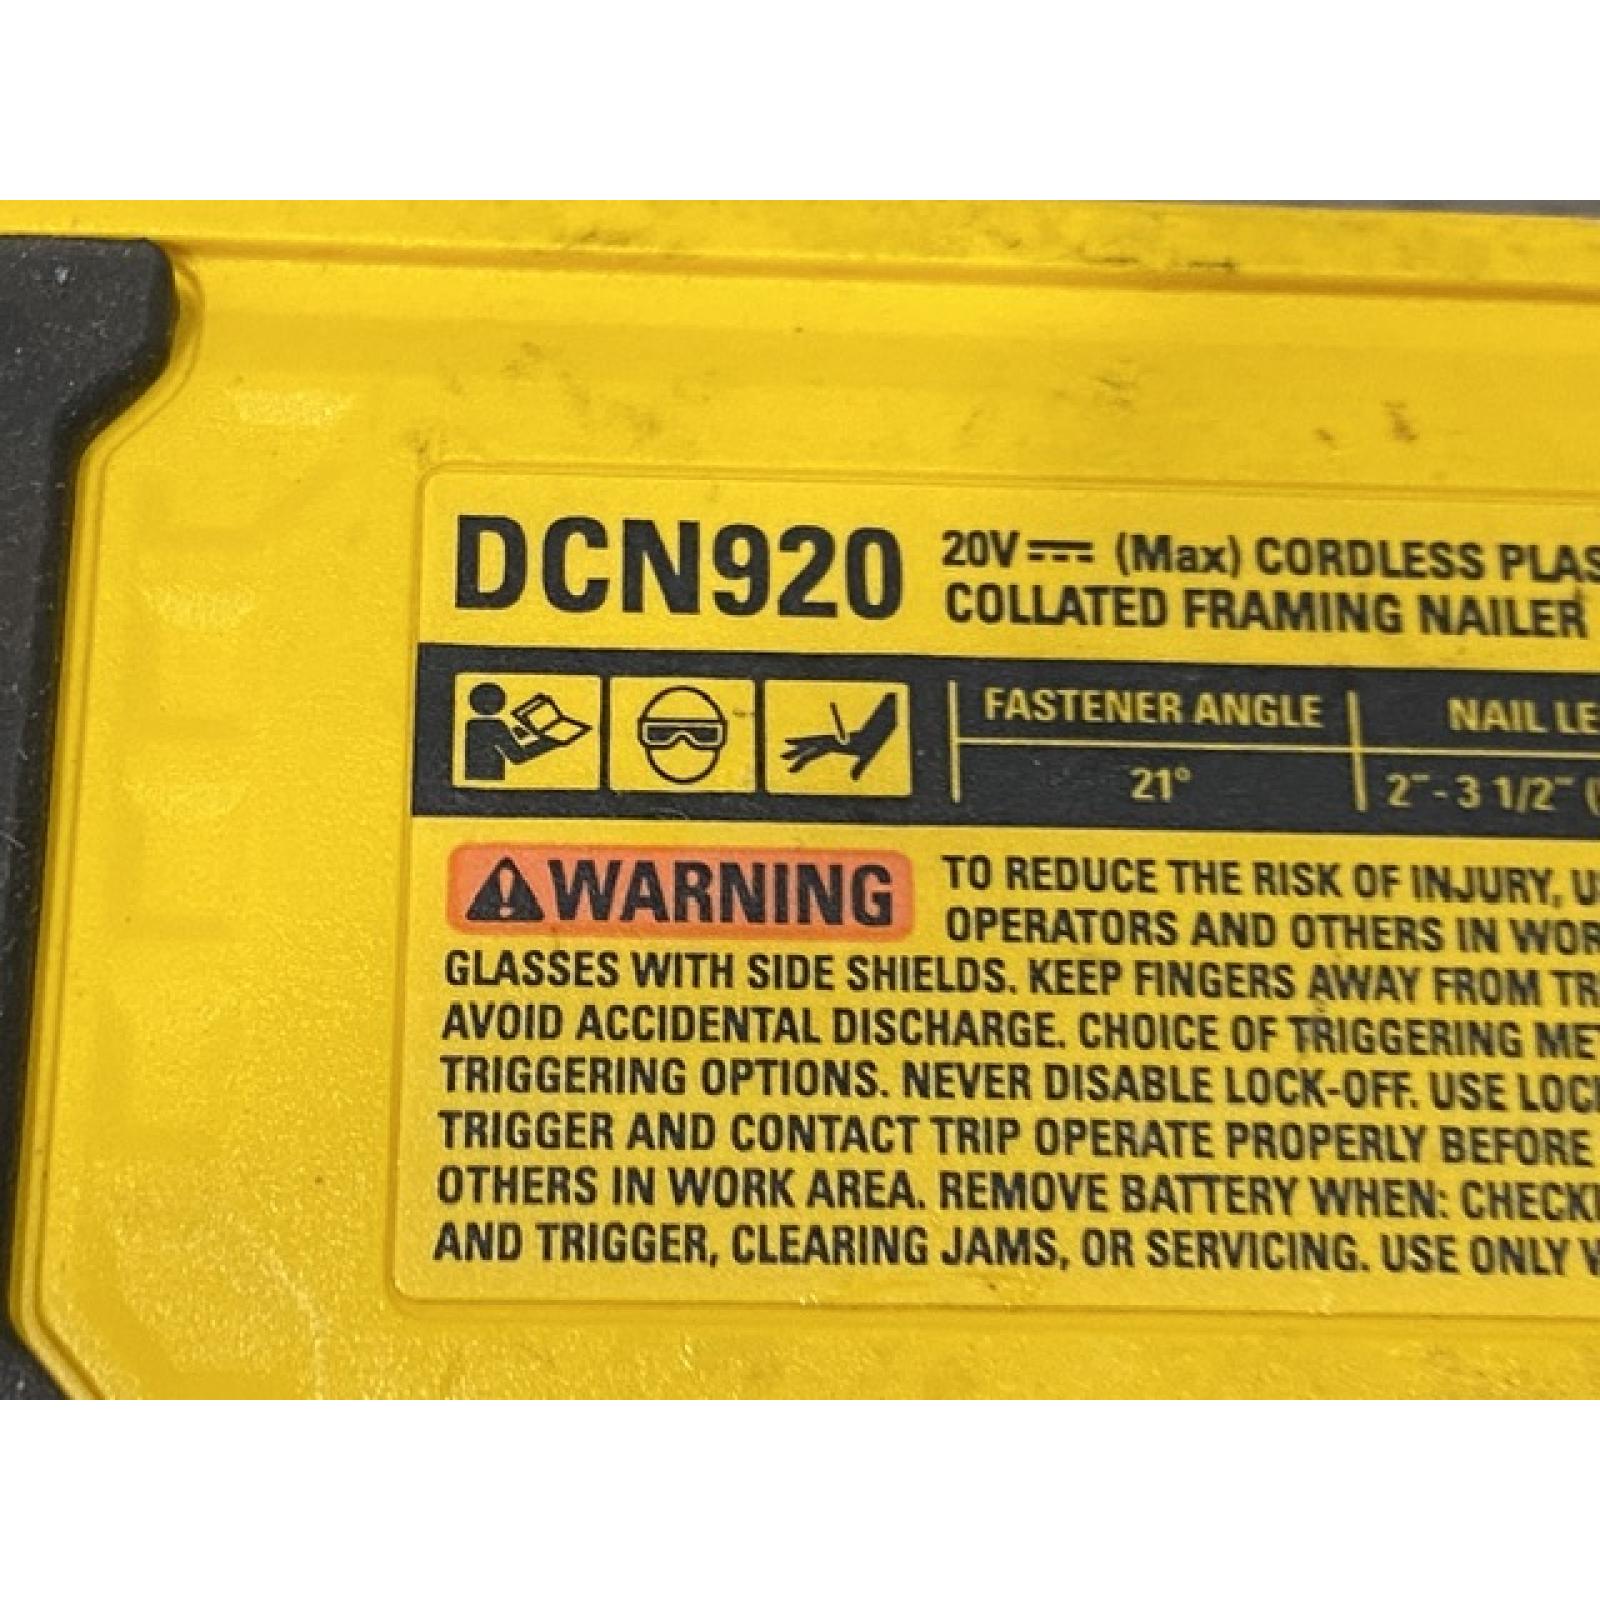 DCN920
20V (Max) CORDLESS
COLLATED FRAMING NAILER
FASTENER ANGLE NAIL
21° 2" - 3 1/2"
WARNING TO REDUCE THE RISK OF INJURY,
OPERATORS AND OTHERS IN
GLASSES WITH SIDE SHIELDS. KEEP FINGERS AWAY FROM
AVOID ACCIDENTAL DISCHARGE. CHOICE OF TRIGGERING
TRIGGERING OPTIONS. NEVER DISABLE LOCK-OFF. USE
TRIGGER AND CONTACT TRIP OPERATE PROPERLY BEFORE
OTHERS IN WORK AREA. REMOVE BATTERY WHEN:
AND TRIGGER, CLEARING JAMS, OR SERVICING. USE ONLY